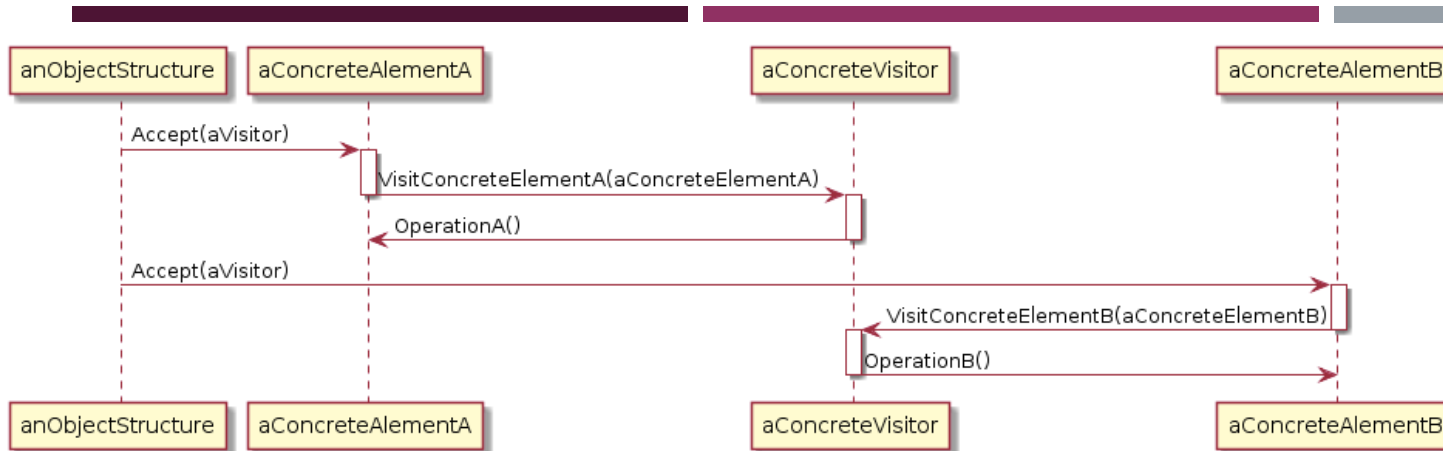 anObjectStructure
aConcreteAlementA
aConcreteVisitor
aConcreteAlementB
Accept(aVisitor)
VisitConcreteElementA(aConcreteElementA)
OperationA()
Accept(aVisitor)
VisitConcreteElementB(aConcreteElementB)
OperationB()
anObjectStructure
aConcreteAlementA
aConcreteVisitor
aConcreteAlementB